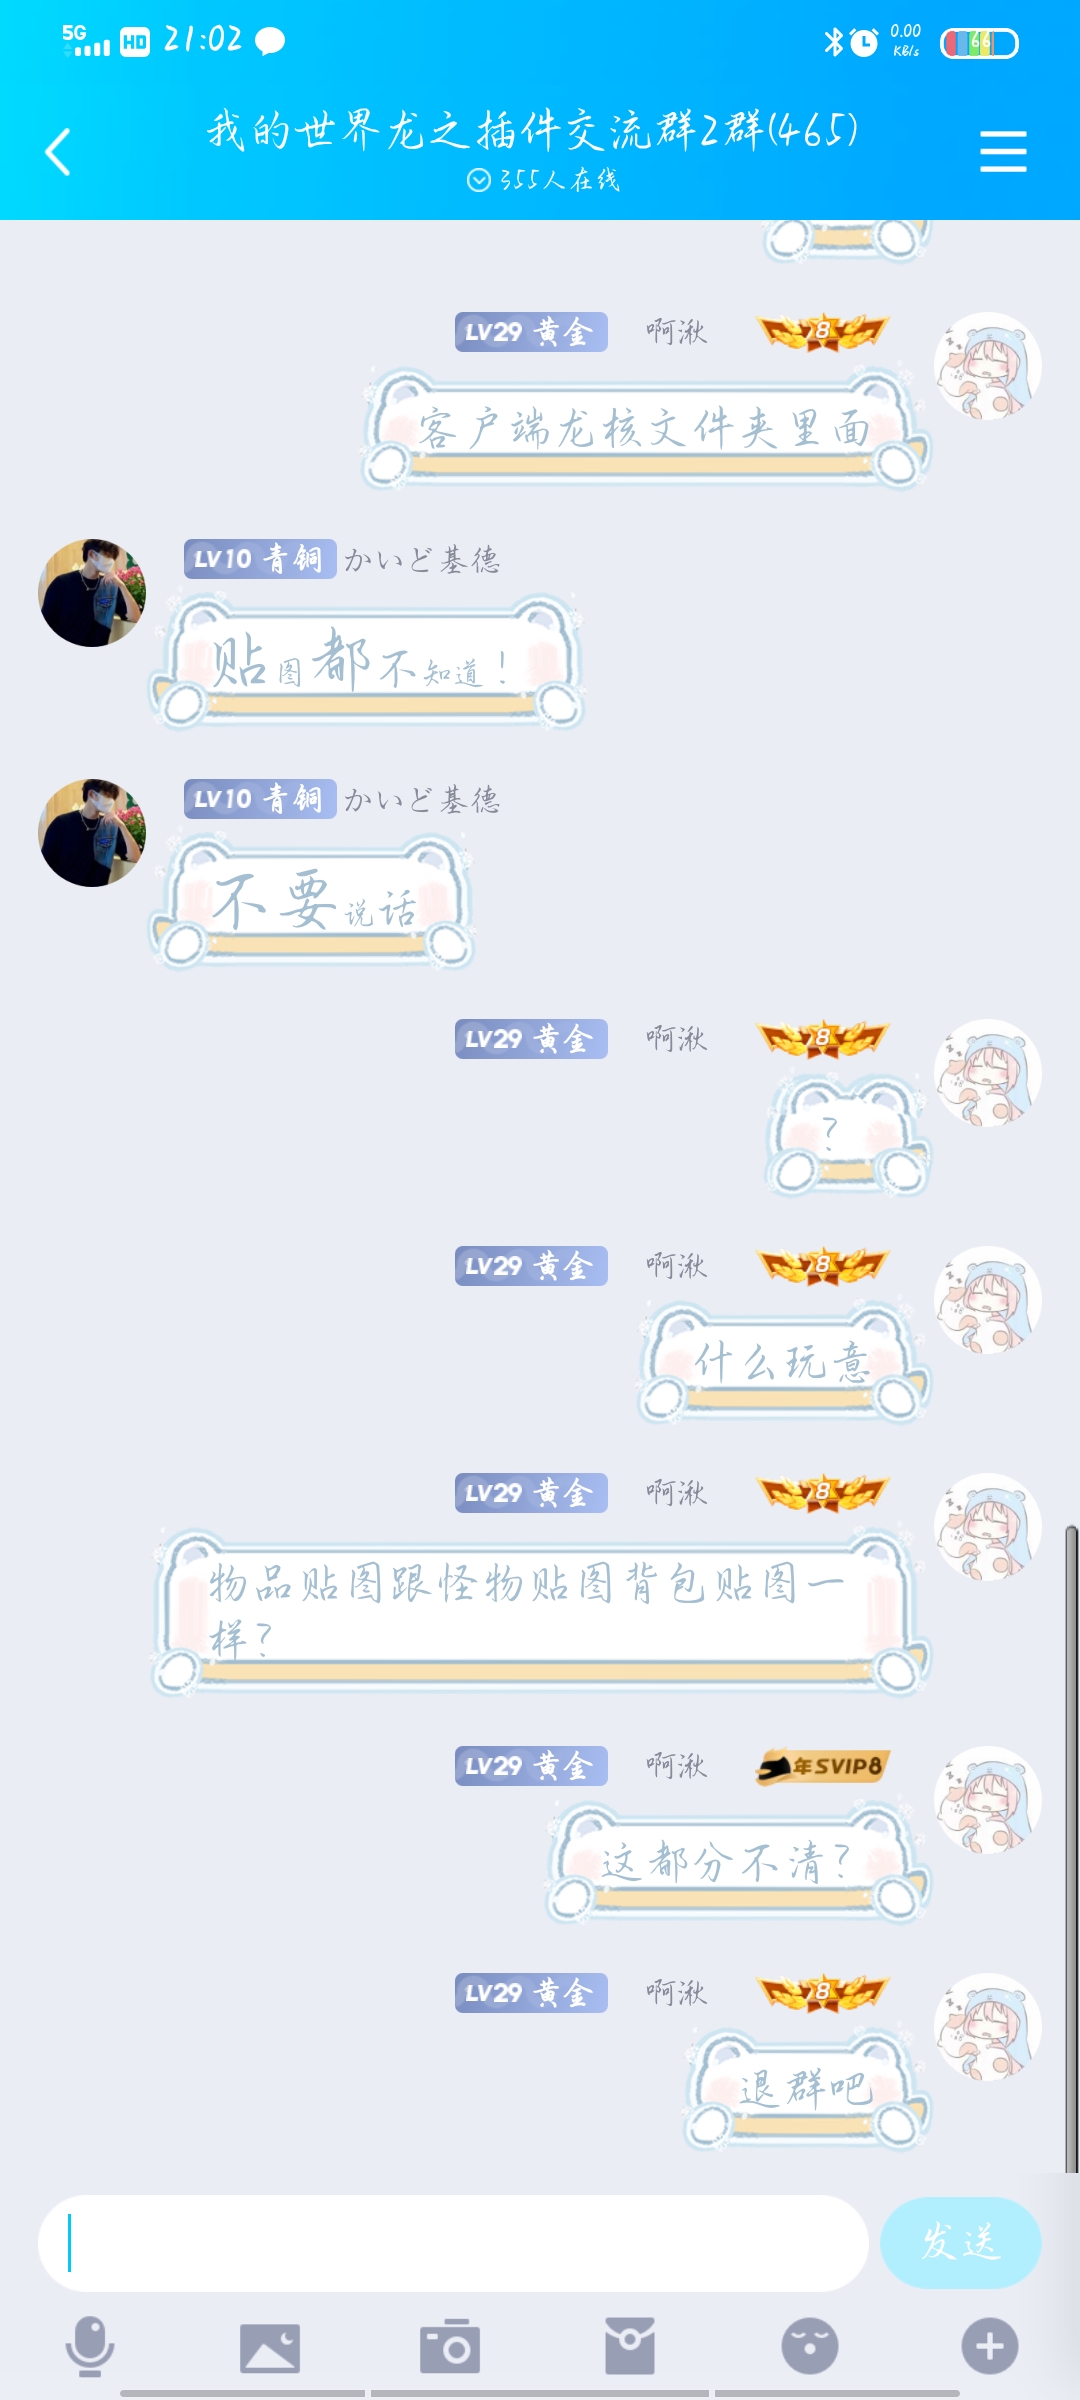 5G HD 21:02 0.00 KB/s 66
我的世界龙之插件交流群2群(465)
355人在线
LV29 黄金 啊湫 8
客户端龙核文件夹里面
LV10 青铜 かいど基德
贴图都不知道！
LV10 青铜 かいど基德
不要说话
LV29 黄金 啊湫 8
?
LV29 黄金 啊湫 8
什么玩意
LV29 黄金 啊湫 8
物品贴图跟怪物贴图背包贴图一
样?
LV29 黄金 啊湫 年SVIP8
这都分不清?
LV29 黄金 啊湫 8
退群吧
发送